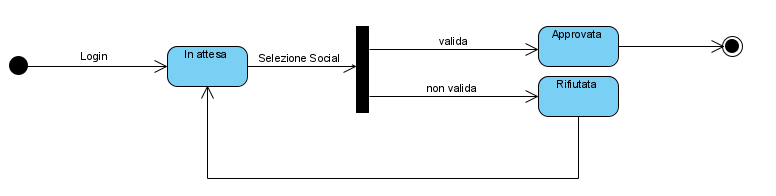 Login
In attesa
Selezione Social
valida
non valida
Approvata
Rifiutata